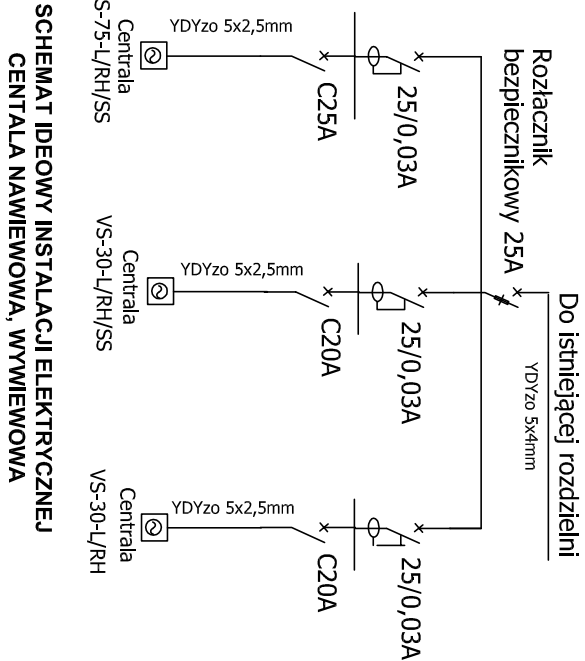 Do istniejącej rozdzielni
YDYzo 5x4mm
Rozłacznik
bezpiecznikowy 25A
25/0,03A
C25A
YDYzo 5x2,5mm
Centrala
S-75-L/RH/SS
25/0,03A
C20A
YDYzo 5x2,5mm
Centrala
VS-30-L/RH/SS
25/0,03A
C20A
YDYzo 5x2,5mm
Centrala
VS-30-L/RH
SCHEMAT IDEOWY INSTALACJI ELEKTRYCZNEJ
CENTALA NAWIEWOWA, WYWIEWOWA